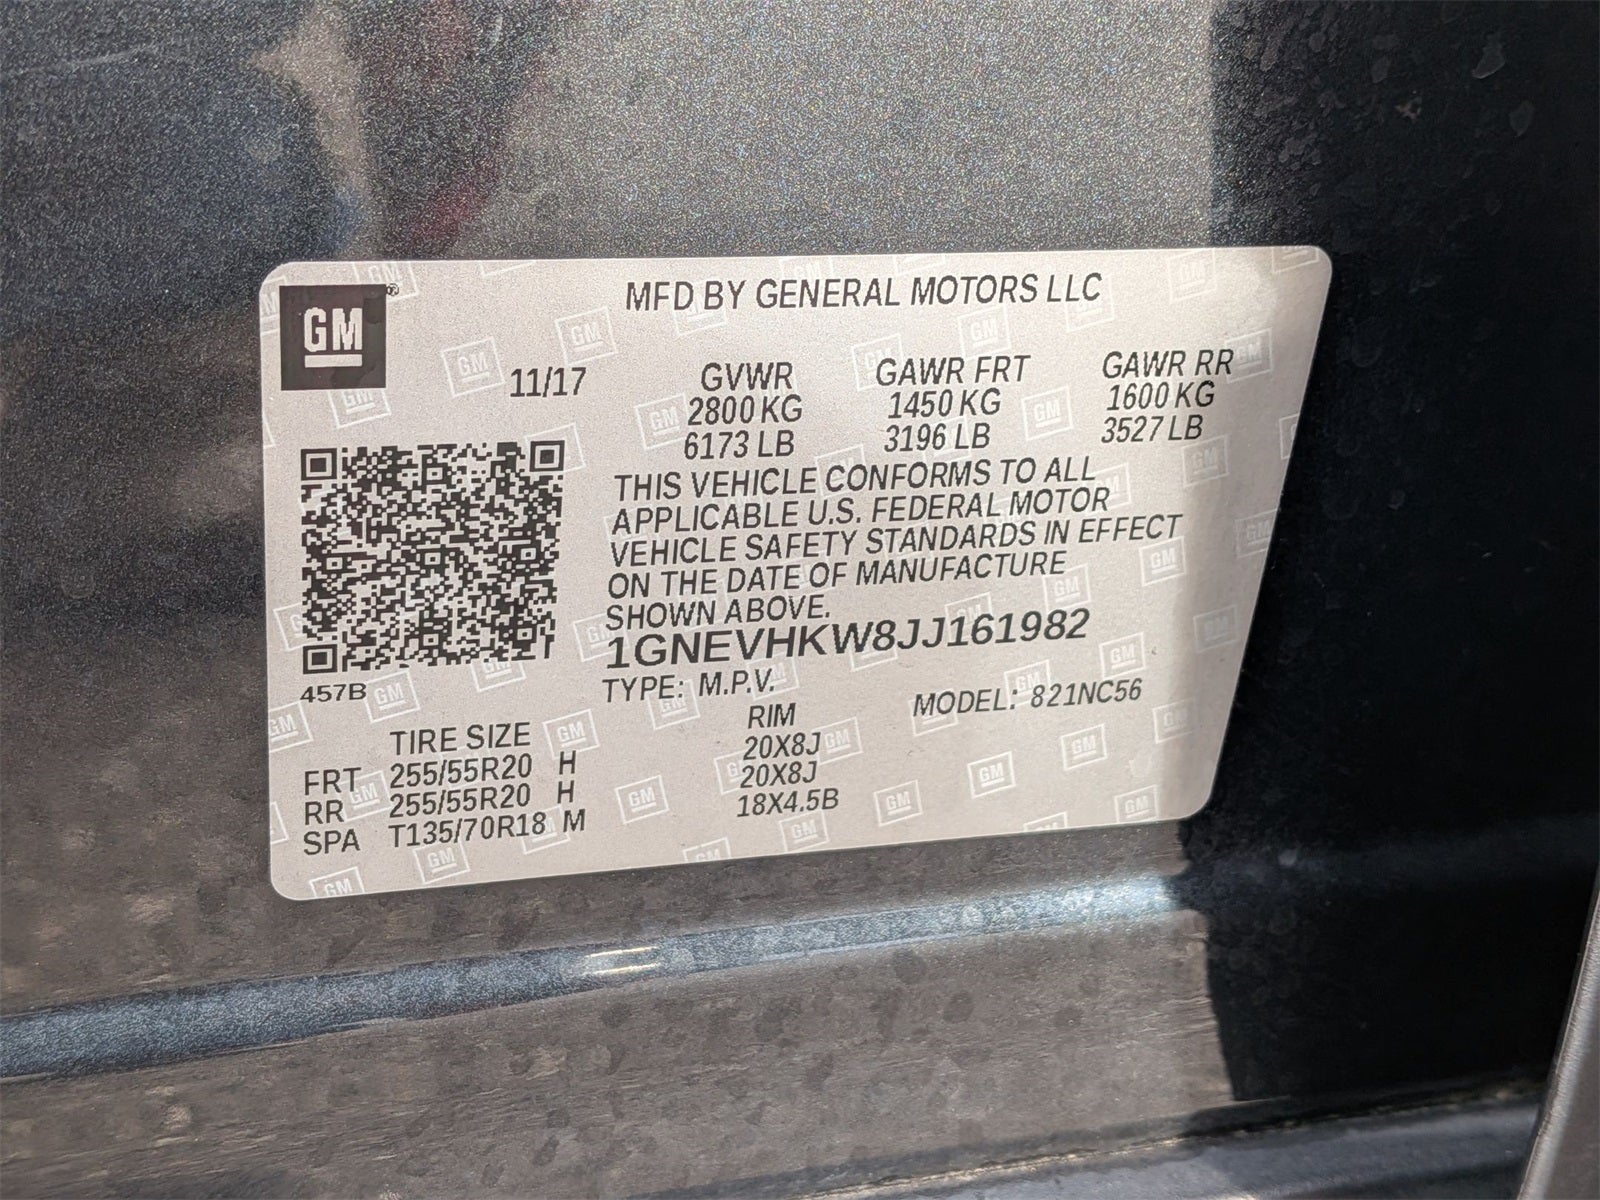 GM ®
MFD BY GENERAL MOTORS LLC
11/17
GVWR GAWR FRT GAWR RR
2800 KG 1450 KG 1600 KG
6173 LB 3196 LB 3527 LB
THIS VEHICLE CONFORMS TO ALL
APPLICABLE U.S. FEDERAL MOTOR
VEHICLE SAFETY STANDARDS IN EFFECT
ON THE DATE OF MANUFACTURE
SHOWN ABOVE.
1GNEVHKW8JJ161982
457B
TYPE: M.P.V. MODEL: 821NC56
TIRE SIZE RIM
FRT 255/55R20 H 20X8J
RR 255/55R20 H 20X8J
SPA T135/70R18 M 18X4.5B